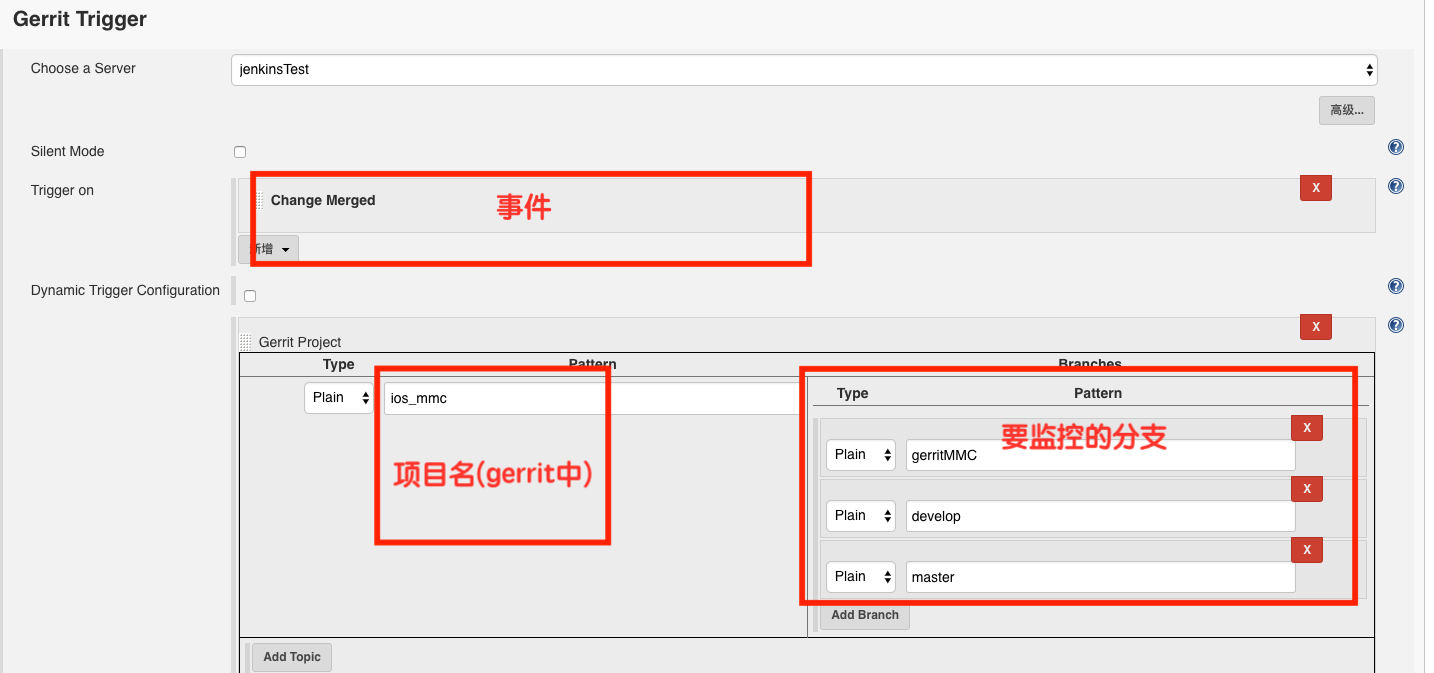 Gerrit Trigger
Choose a Server
jenkinsTest
高级...
Silent Mode
Trigger on
Change Merged
事件
X
新增
Dynamic Trigger Configuration
X
Gerrit Project
Type
Pattern
Branches
Plain
ios_mmc
项目名(gerrit中)
Type
Pattern
要监控的分支
X
Plain
gerritMMC
X
Plain
develop
X
Plain
master
Add Branch
Add Topic